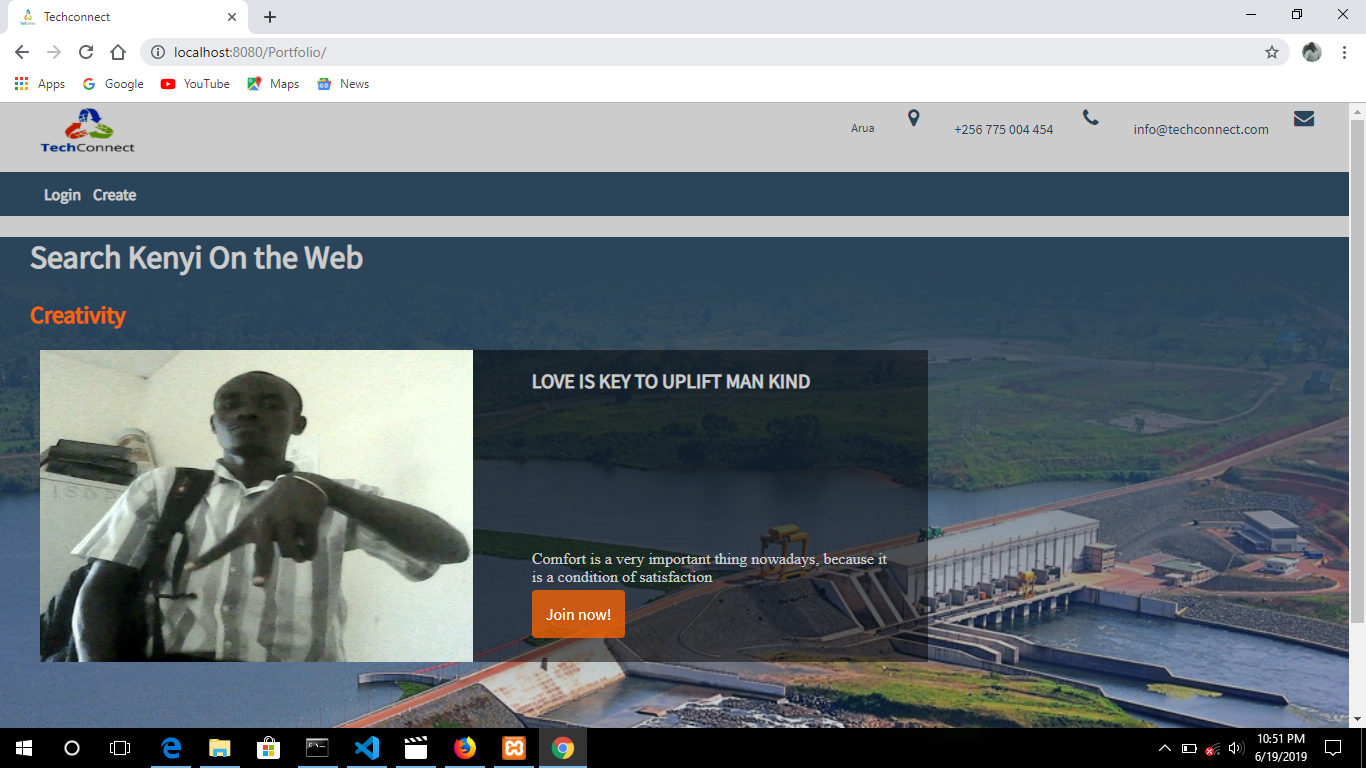 Techconnect
localhost:8080/Portfolio/
Apps Google YouTube Maps News
TechConnect
Arua +256 775 004 454 info@techconnect.com
Login Create
Search Kenyi On the Web
Creativity
LOVE IS KEY TO UPLIFT MAN KIND
Comfort is a very important thing nowadays, because it
is a condition of satisfaction
Join now!
10:51 PM
6/19/2019